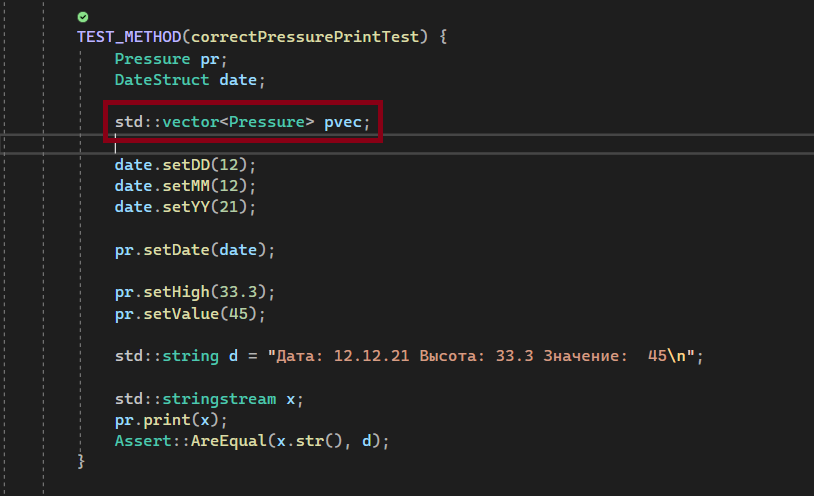 TEST_METHOD(correctPressurePrintTest) {
Pressure pr;
DateStruct date;
std::vector<Pressure> pvec;
date.setDD(12);
date.setMM(12);
date.setYY(21);
pr.setDate(date);
pr.setHigh(33.3);
pr.setValue(45);
std::string d = "Дата: 12.12.21 Высота: 33.3 Значение:  45\n";
std::stringstream x;
pr.print(x);
Assert::AreEqual(x.str(), d);
}